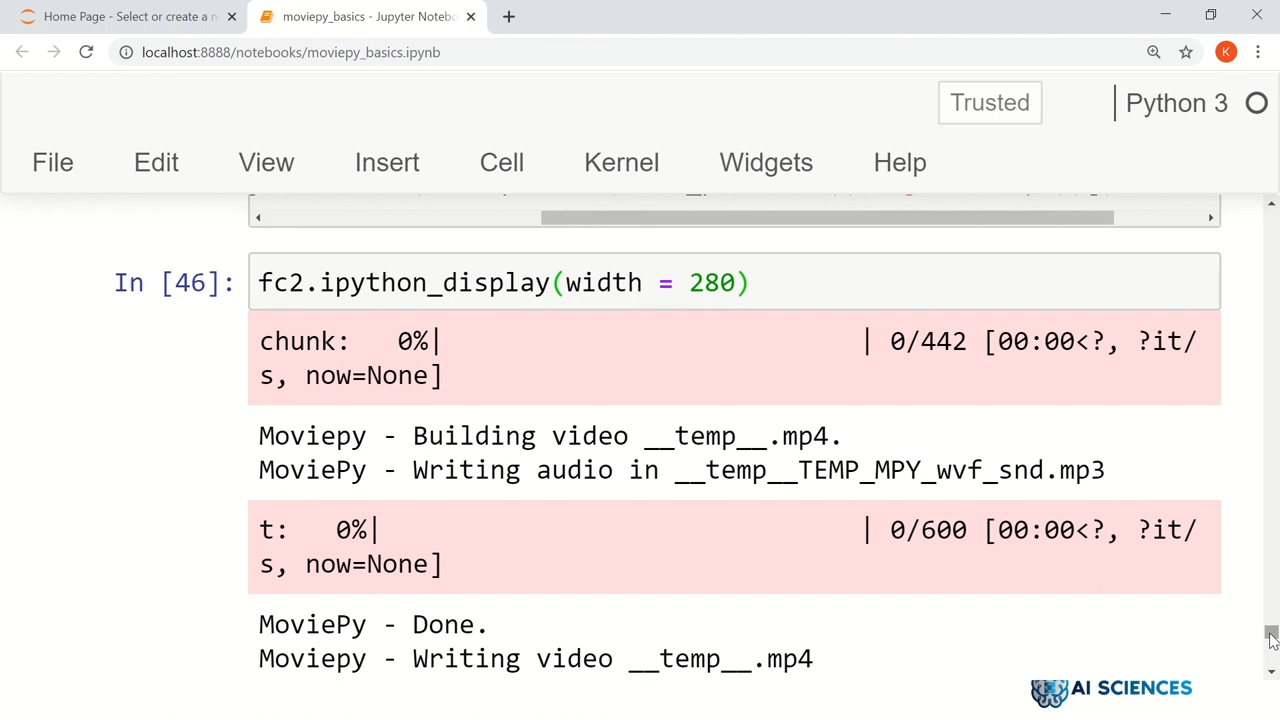 Home Page - Select or create a n
moviepy_basics - Jupyter Notebo
localhost:8888/notebooks/moviepy_basics.ipynb
K
Trusted
Python 3
File Edit View Insert Cell Kernel Widgets Help
In [46]: fc2.ipython_display(width = 280)
chunk:   0%|          | 0/442 [00:00<?, ?it/
s, now=None]
Moviepy - Building video __temp__.mp4.
MoviePy - Writing audio in __temp__TEMP_MPY_wvf_snd.mp3
t:   0%|          | 0/600 [00:00<?, ?it/
s, now=None]
MoviePy - Done.
Moviepy - Writing video __temp__.mp4
AI SCIENCES